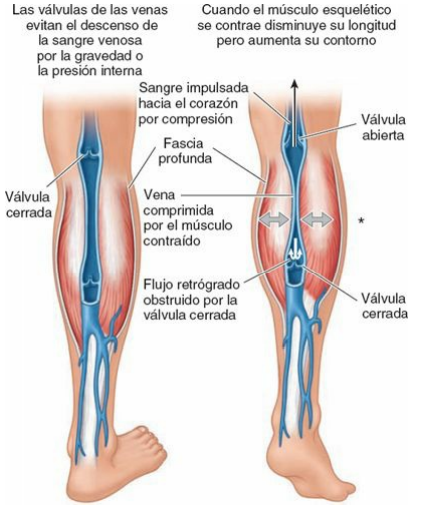 Las válvulas de las venas
evitan el descenso de
la sangre venosa
por la gravedad o
la presión interna
Cuando el músculo esquelético
se contrae disminuye su longitud
pero aumenta su contorno
Sangre impulsada
hacia el corazón
por compresión
Válvula
abierta
Fascia
profunda
Válvula
cerrada
Vena
comprimida
por el músculo
contraído
*
Flujo retrógrado
obstruido por la
válvula cerrada
Válvula
cerrada